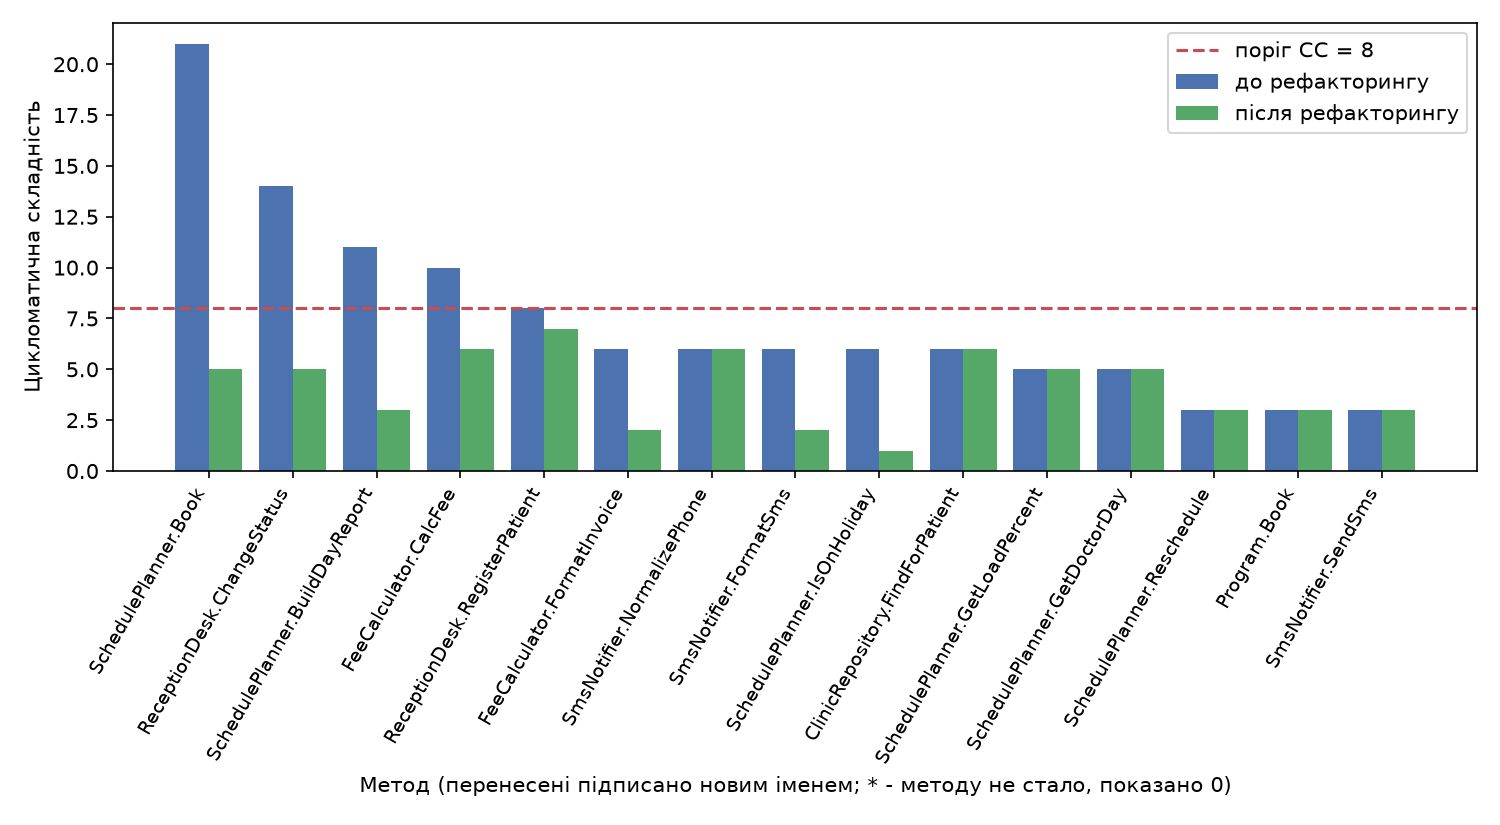 Цикломатична складність
20.0
17.5
15.0
12.5
10.0
7.5
5.0
2.5
0.0
поріг CC = 8
до рефакторингу
після рефакторингу
SchedulePlanner.Book
ReceptionDesk.ChangeStatus
SchedulePlanner.BuildDayReport
FeeCalculator.CalcFee
ReceptionDesk.RegisterPatient
FeeCalculator.FormatInvoice
SmsNotifier.NormalizePhone
SmsNotifier.FormatSms
SchedulePlanner.IsOnHoliday
ClinicRepository.FindForPatient
SchedulePlanner.GetLoadPercent
SchedulePlanner.GetDoctorDay
SchedulePlanner.Reschedule
Program.Book
SmsNotifier.SendSms
Метод (перенесені підписано новим іменем; * - методу не стало, показано 0)